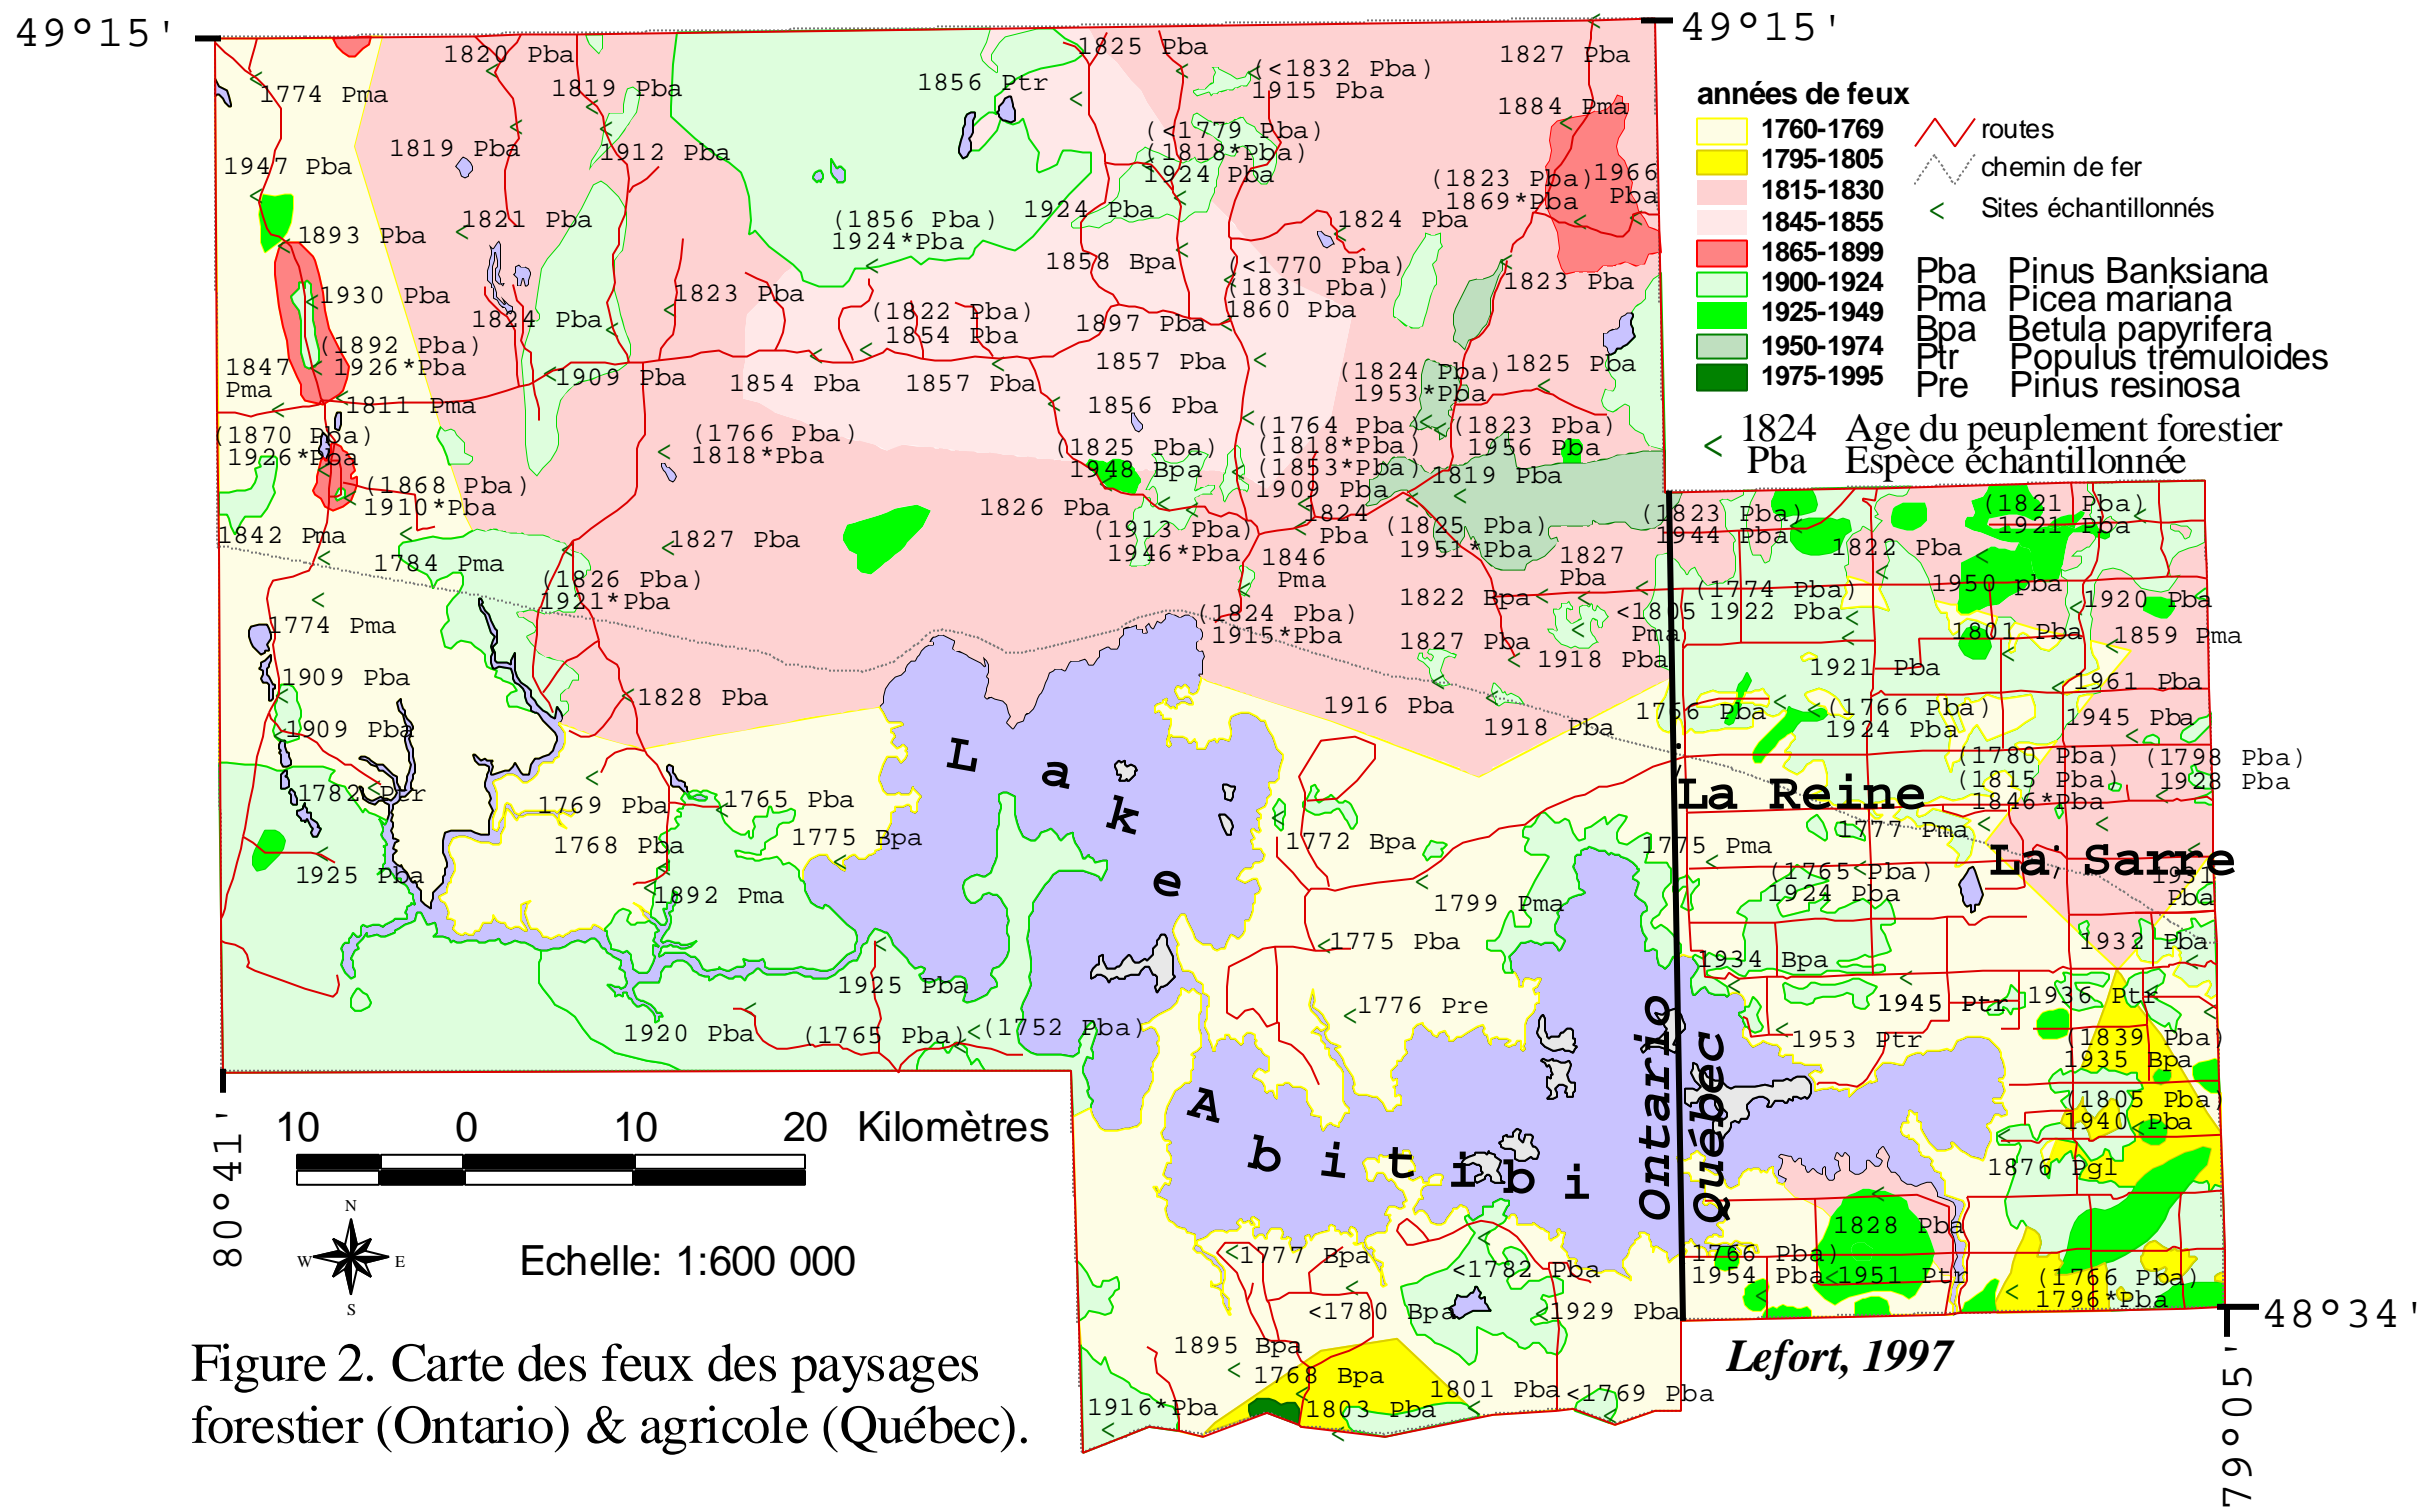 49°15'
49°15'
1820 Pba
1825 Pba
1827 Pba
(<1832 Pba)
1915 Pba
1774 Pma
1819 Pba
1856 Ptr
1884 Pma
1819 Pba
1912 Pba
(<1779 Pba)
(1818*Pba)
1924 Pba
1947 Pba
(1823 Pba)
1869*Pba
1966
Pba
1821 Pba
(1856 Pba)
1924*Pba
1924 Pba
1824 Pba
1893 Pba
1858 Bpa
(<1770 Pba)
(1831 Pba)
1860 Pba
1823 Pba
1930 Pba
1823 Pba
1824 Pba
(1822 Pba)
1854 Pba
1897 Pba
(1892 Pba)
1926*Pba
1847
Pma
1909 Pba
1854 Pba
1857 Pba
1857 Pba
(1824 Pba)
1953*Pba
1825 Pba
1811 Pma
1856 Pba
(1870 Pba)
1926*Pba
(1766 Pba)
1818*Pba
(1825 Pba)
1948 Bpa
(1764 Pba)
(1818*Pba)
(1853*Pba)
1909 Pba
(1823 Pba)
1956 Pba
1819 Pba
(1868 Pba)
1910*Pba
1826 Pba
1824
Pba
(1825 Pba)
1951*Pba
1842 Pma
1784 Pma
1827 Pba
(1913 Pba)
1946*Pba
1846
Pma
1827
Pba
(1826 Pba)
1921*Pba
1822 Bpa
<1805
Pma
1774 Pma
(1824 Pba)
1915*Pba
1827 Pba
1918 Pba
1909 Pba
1828 Pba
1916 Pba
1918 Pba
1909 Pba
1782 Ptr
1769 Pba
1765 Pba
1768 Pba
1775 Bpa
1772 Bpa
1925 Pba
1892 Pma
1799 Pma
1775 Pba
1925 Pba
1776 Pre
1920 Pba
(1765 Pba)
(1752 Pba)
Lake
Abitibi
Ontario
Québec
années de feux
1760-1769
1795-1805
1815-1830
1845-1855
1865-1899
1900-1924
1925-1949
1950-1974
1975-1995
routes
chemin de fer
Sites échantillonnés
Pba Pinus Banksiana
Pma Picea mariana
Bpa Betula papyrifera
Ptr Populus trémuloides
Pre Pinus resinosa
1824 Age du peuplement forestier
Pba Espèce échantillonnée
(1823 Pba)
1944 Pba
(1821 Pba)
1921 Pba
1822 Pba
1950 pba
(1774 Pba)
1922 Pba
1920 Pba
1801 Pba
1859 Pma
1921 Pba
1961 Pba
1766 Pba
(1766 Pba)
1924 Pba
1945 Pba
(1780 Pba)
(1815 Pba)
1846*Pba
(1798 Pba)
1928 Pba
La Reine
1777 Pma
1775 Pma
La Sarre
(1765 Pba)
1924 Pba
1931
Pba
1932 Pba
1934 Bpa
1945 Ptr
1936 Ptr
1953 Ptr
(1839 Pba)
1935 Bpa
(1805 Pba)
1940 Pba
1876 Pgl
1828 Pba
1766 Pba)
1954 Pba
1951 Ptr
(1766 Pba)
1796*Pba
1777 Bpa
<1782 Pba
<1780 Bpa
<1929 Pba
1895 Bpa
1768 Bpa
1801 Pba
<1769 Pba
1916*Pba
1803 Pba
80°41'
10 0 10 20 Kilomètres
N
W E
S
Echelle: 1:600 000
48°34'
79°05'
Lefort, 1997
Figure 2. Carte des feux des paysages
forestier (Ontario) & agricole (Québec).